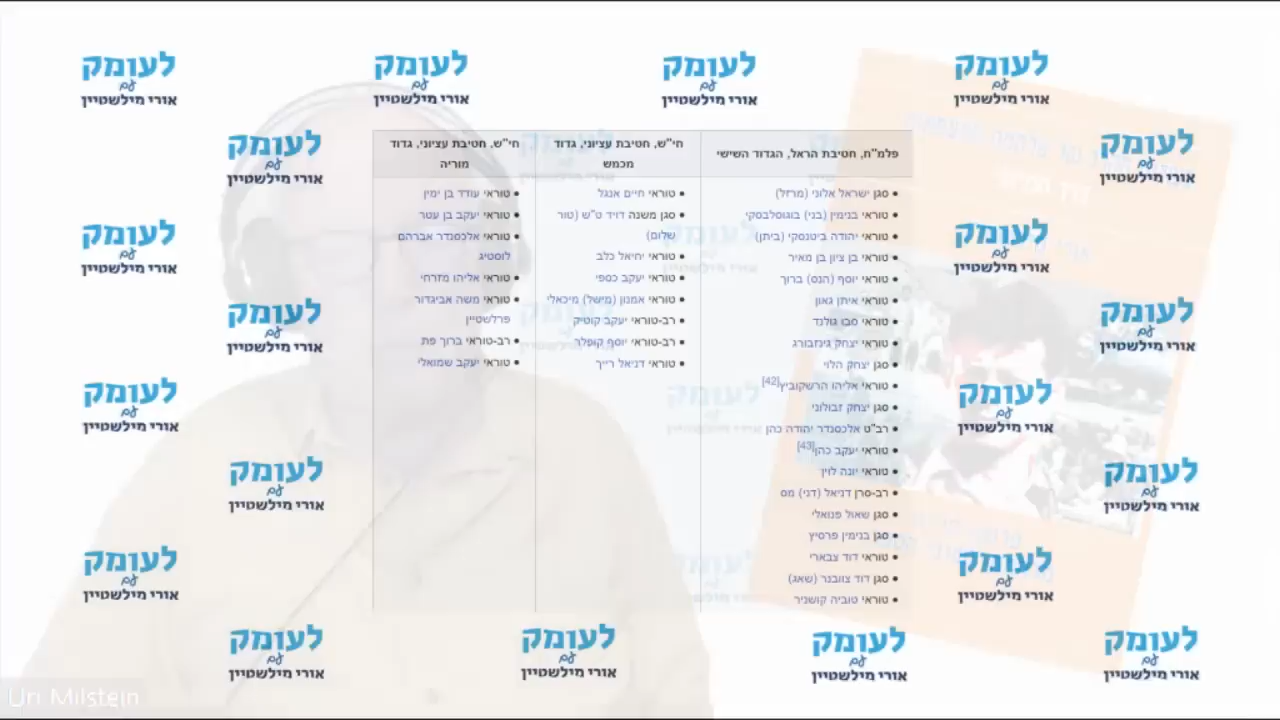 לעומק
עם
אורי מילשטיין
פלמ"ח, חטיבת הראל, הגדוד השישי
• סגן ישראל אלוני (מרזל)
• טוראי בנימין (בני) בוגוסלבסקי
• טוראי יהודה ביטנסקי (ביתן)
• טוראי בן ציון בן מאיר
• טוראי יוסף (הנס) ברוך
• טוראי איתן גאון
• טוראי סבו גולנד
• טוראי יצחק גינזבורג
• סגן יצחק הלוי
• טוראי אליהו הרשקוביץ[42]
• סגן יצחק זבולוני
• רב"ט אלכסנדר יהודה כהן
• טוראי יעקב כהן[43]
• טוראי יונה לוין
• רב-סרן דניאל (דני) מס
• סגן שאול פנואלי
• סגן בנימין פרסיץ
• טוראי דוד צבארי
• סגן דוד צוובנר (שאג)
• טוראי טוביה קושניר
חי"ש, חטיבת עציוני, גדוד
מכמש
• טוראי חיים אנגל
• סגן משנה דויד ט"ש (טור
שלום)
• טוראי יחיאל כלב
• טוראי יעקב כספי
• טוראי אמנון (מישל) מיכאלי
• רב-טוראי יעקב קוטיק
• רב-טוראי יוסף קופלר
• טוראי דניאל רייך
חי"ש, חטיבת עציוני, גדוד
מוריה
• טוראי עודד בן ימין
• טוראי יעקב בן עטר
• טוראי אלכסנדר אברהם
לוסטיג
• טוראי אליהו מזרחי
• טוראי משה אביגדור
פרלשטיין
• רב-טוראי ברוך פת
• טוראי יעקב שמואלי
Uri Milstein